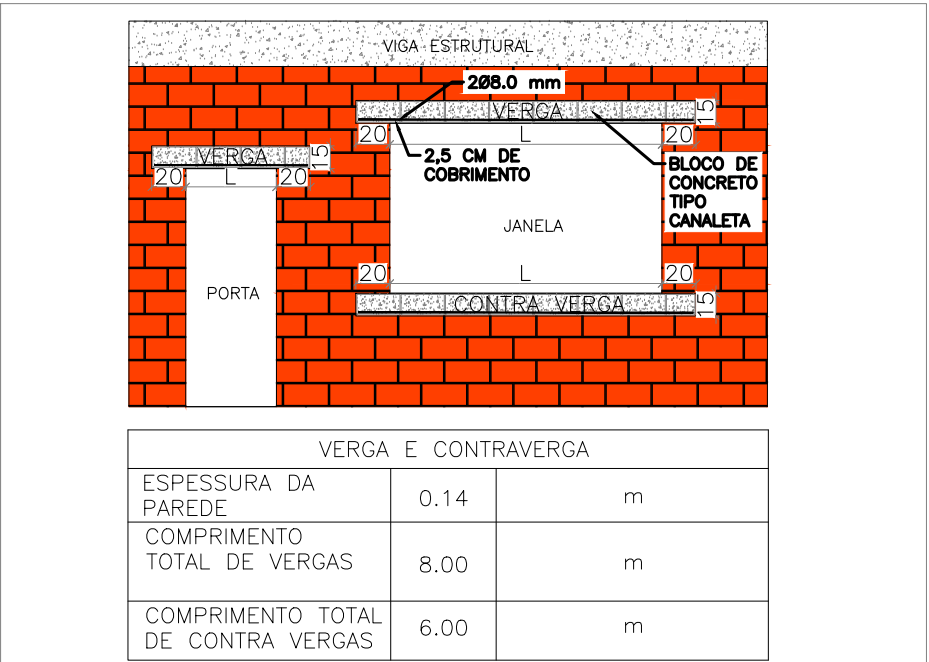 VIGA ESTRUTURAL
2Ø8.0 mm
VERGA
15
20
L
20
2,5 CM DE
COBRIMENTO
BLOCO DE
CONCRETO
TIPO
CANALETA
VERGA
15
20
L
20
JANELA
PORTA
20
L
20
CONTRA VERGA
15
VERGA E CONTRAVERGA
ESPESSURA DA
PAREDE
0.14
m
COMPRIMENTO
TOTAL DE VERGAS
8.00
m
COMPRIMENTO TOTAL
DE CONTRA VERGAS
6.00
m